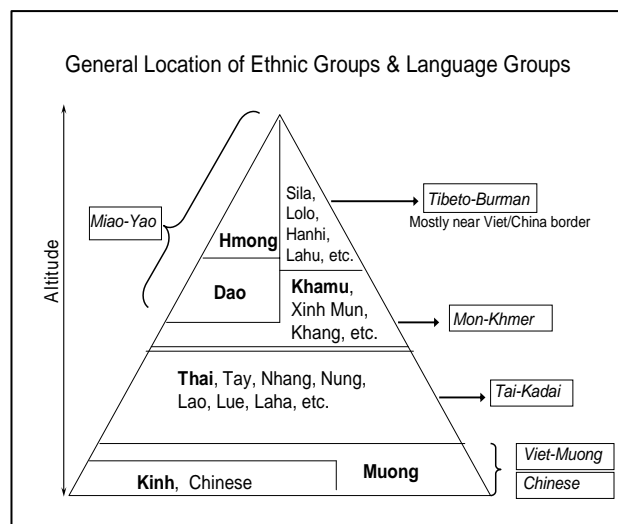 General Location of Ethnic Groups & Language Groups
Altitude
Miao-Yao
Hmong
Dao
Sila,
Lolo,
Hanhi,
Lahu, etc.
Khamu,
Xinh Mun,
Khang, etc.
Thai, Tay, Nhang, Nung,
Lao, Lue, Laha, etc.
Kinh, Chinese
Muong
Tibeto-Burman
Mostly near Viet/China border
Mon-Khmer
Tai-Kadai
Viet-Muong
Chinese